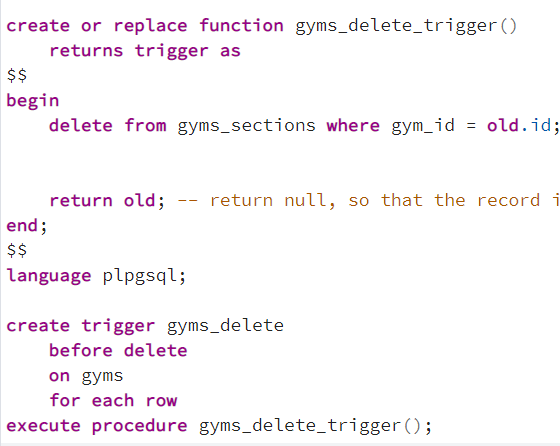 create or replace function gyms_delete_trigger()
    returns trigger as
$$
begin
    delete from gyms_sections where gym_id = old.id;
    return old; -- return null, so that the record
end;
$$
language plpgsql;
create trigger gyms_delete
    before delete
    on gyms
    for each row
execute procedure gyms_delete_trigger();